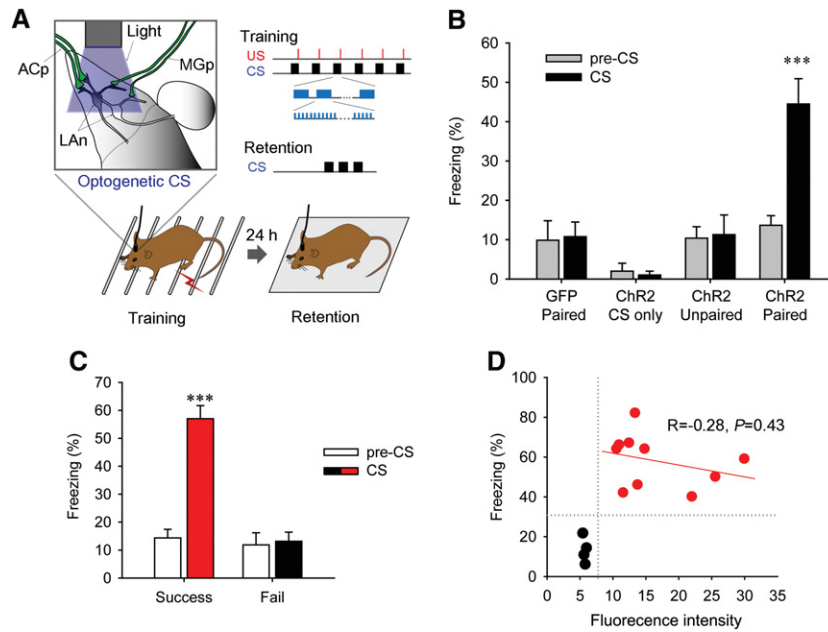 A
ACp
Light
MGp
LAn
Optogenetic CS
Training
US
CS
Retention
CS
24 h
Training
Retention
B
Freezing (%)
60
50
40
30
20
10
0
pre-CS
CS
***
GFP
Paired
ChR2
CS only
ChR2
Unpaired
ChR2
Paired
C
Freezing (%)
70
60
50
40
30
20
10
0
***
pre-CS
CS
Success
Fail
D
Freezing (%)
100
80
60
40
20
0
R=-0.28, P=0.43
0 5 10 15 20 25 30 35
Fluorecence intensity